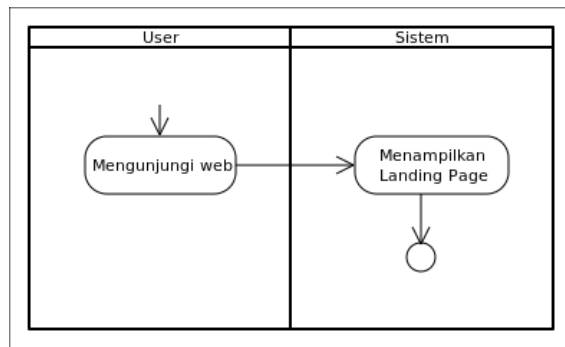 User
Sistem
Mengunjungi web
Menampilkan
Landing Page